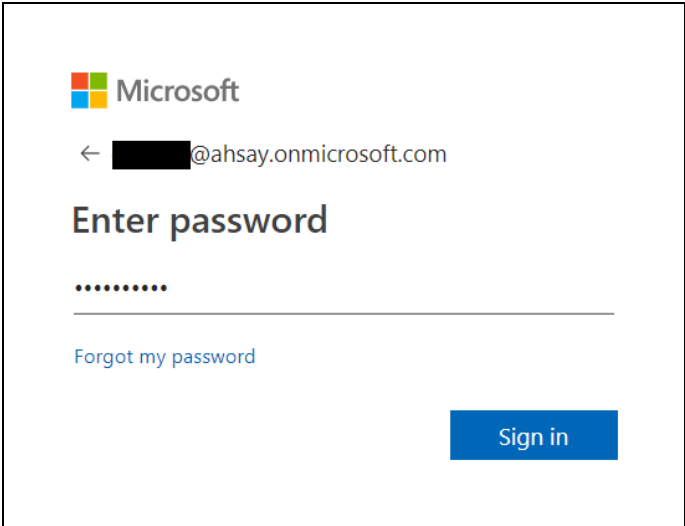 Microsoft
@ahsay.onmicrosoft.com
Enter password
••••••••••
Forgot my password
Sign in